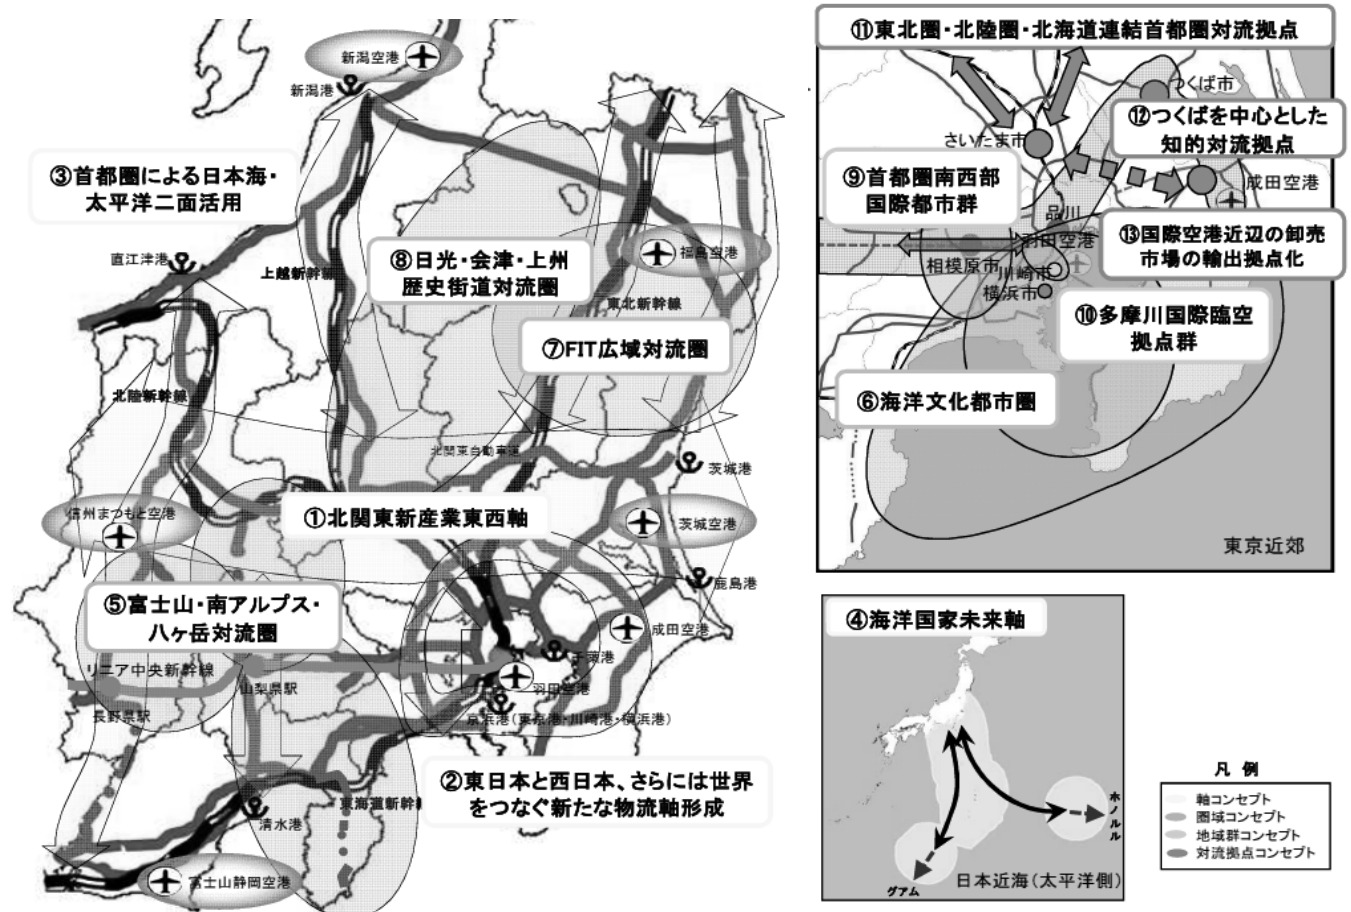 新潟空港
新潟港
③首都圏による日本海・
太平洋二面活用
直江津港
上越新幹線
⑧日光・会津・上州
歴史街道対流圏
福島空港
東北新幹線
⑦FIT広域対流圏
北陸新幹線
北関東自動車道
茨城港
信州まつもと空港
①北関東新産業東西軸
茨城空港
鹿島港
⑤富士山・南アルプス・
八ヶ岳対流圏
成田空港
千葉港
リニア中央新幹線
山梨県駅
羽田空港
長野県駅
京浜港(東京港・川崎港・横浜港)
②東日本と西日本、さらには世界
をつなぐ新たな物流軸形成
東海道新幹線
清水港
富士山静岡空港
⑪東北圏・北陸圏・北海道連結首都圏対流拠点
つくば市
⑫つくばを中心とした
知的対流拠点
さいたま市
⑨首都圏南西部
国際都市群
成田空港
品川
羽田空港
⑬国際空港近辺の卸売
市場の輸出拠点化
相模原市
川崎市
横浜市
⑩多摩川国際臨空
拠点群
⑥海洋文化都市圏
東京近郊
④海洋国家未来軸
ホノルル
グアム
日本近海(太平洋側)
凡 例
軸コンセプト
圏域コンセプト
地域群コンセプト
対流拠点コンセプト